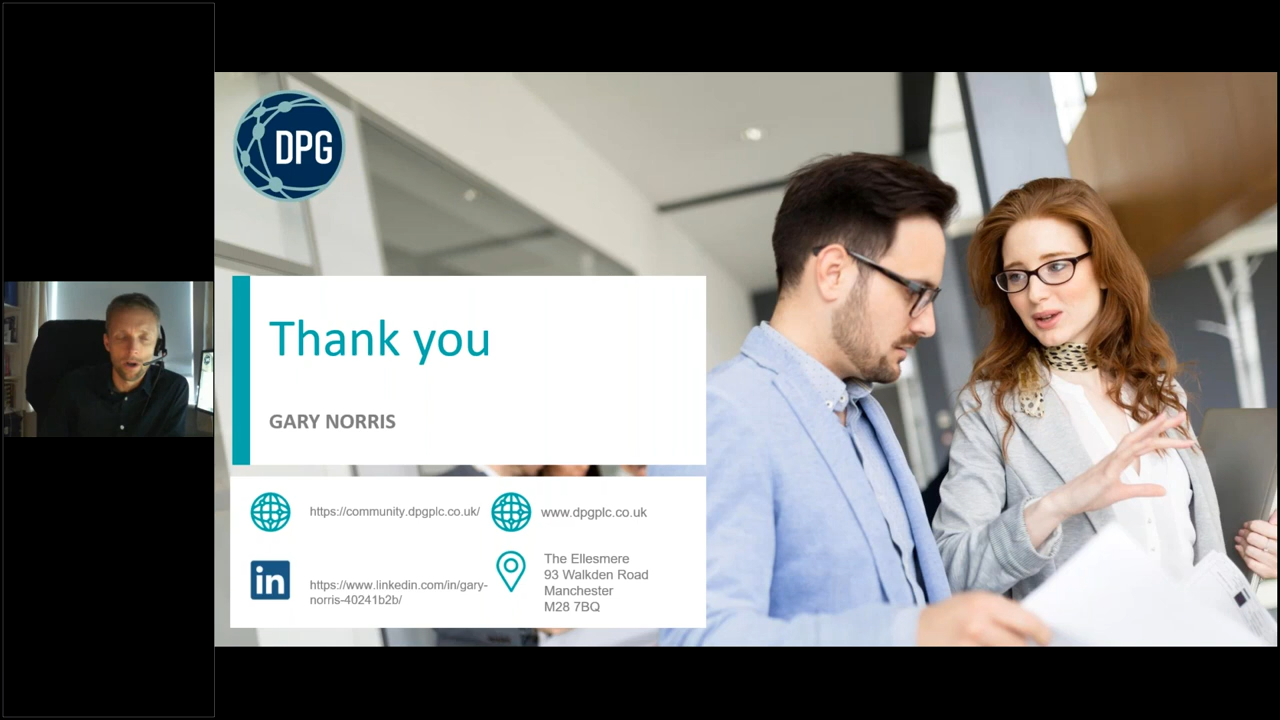 DPG
Thank you
GARY NORRIS
https://community.dpgplc.co.uk/
www.dpgplc.co.uk
in
https://www.linkedin.com/in/gary-
norris-40241b2b/
The Ellesmere
93 Walkden Road
Manchester
M28 7BQ